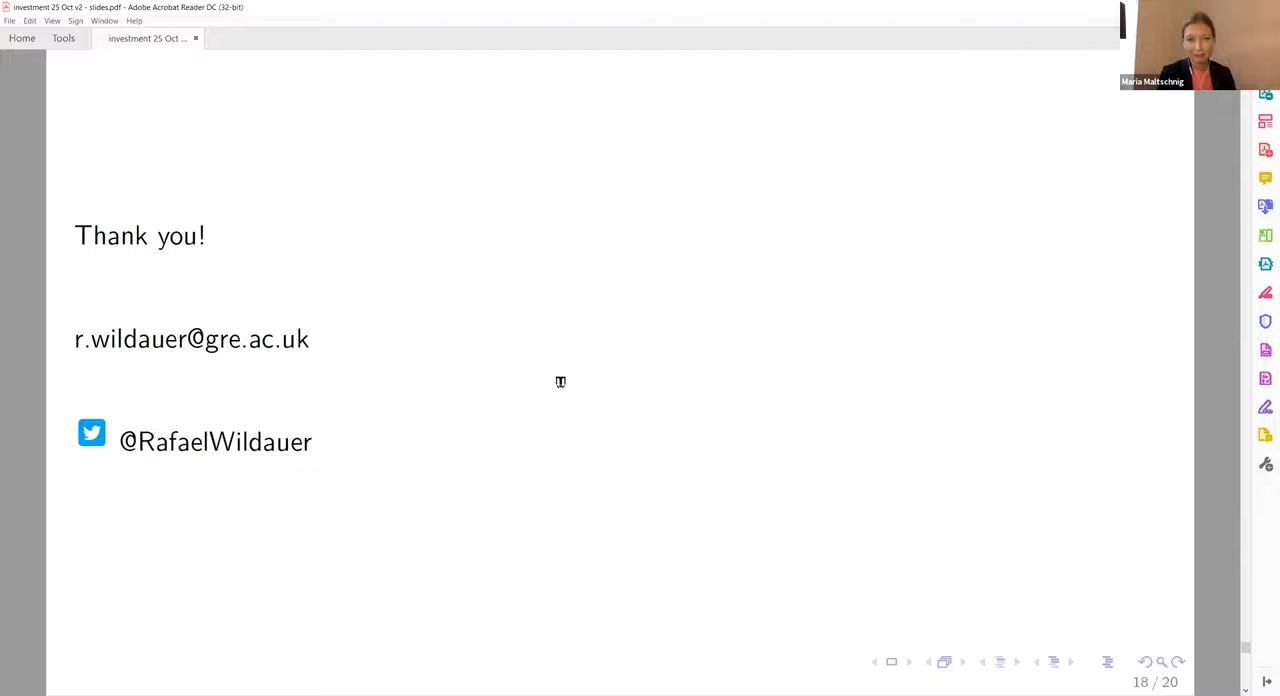 investment 25 Oct v2 - slides.pdf - Adobe Acrobat Reader DC (32-bit)
File Edit View Sign Window Help
Home Tools investment 25 Oct ... ×
Maria Maltschnig
Thank you!
r.wildauer@gre.ac.uk
@RafaelWildauer
18 / 20